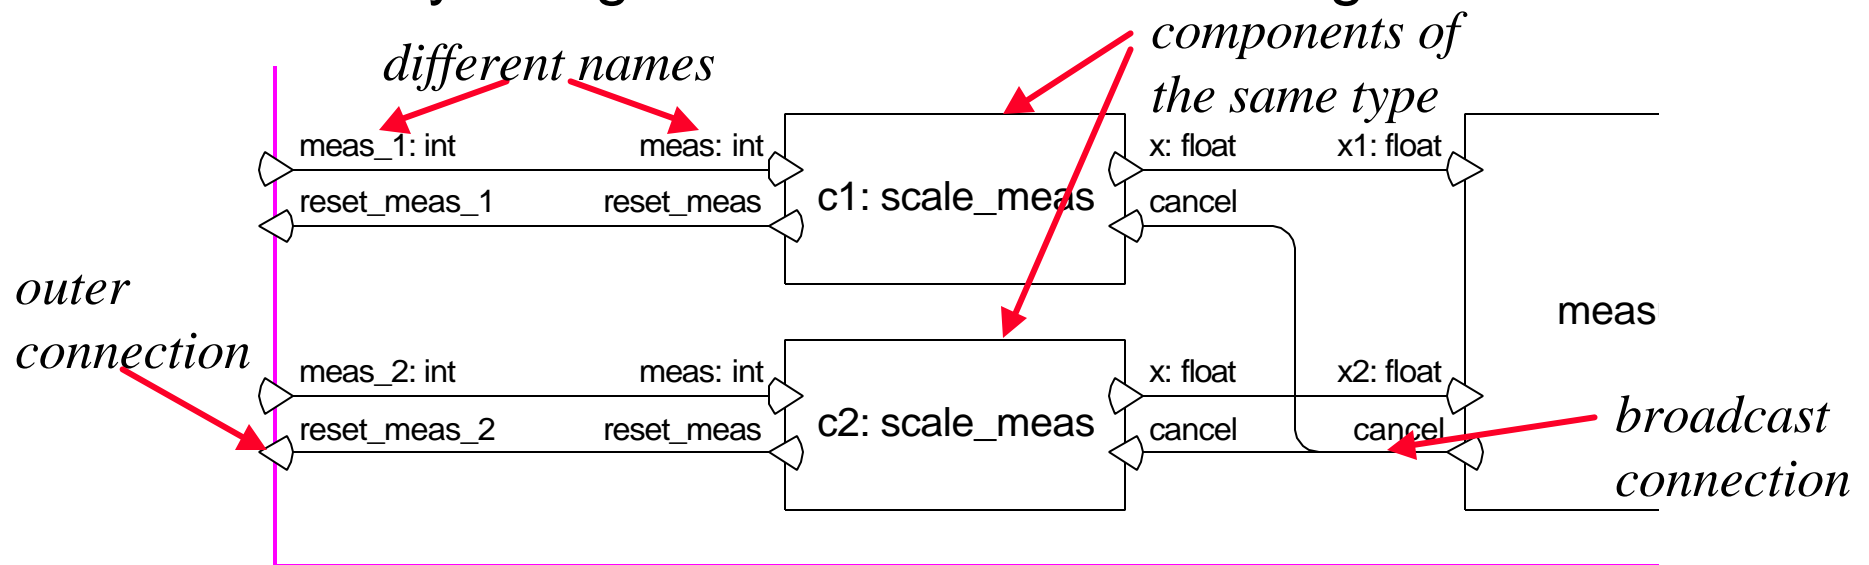 components of
different names
the same type
meas_1: int meas: int x: float x1: float
reset_meas_1 reset_meas c1: scale_meas cancel
outer
connection
meas
meas_2: int meas: int x: float x2: float
reset_meas_2 reset_meas c2: scale_meas cancel cancel
broadcast
connection